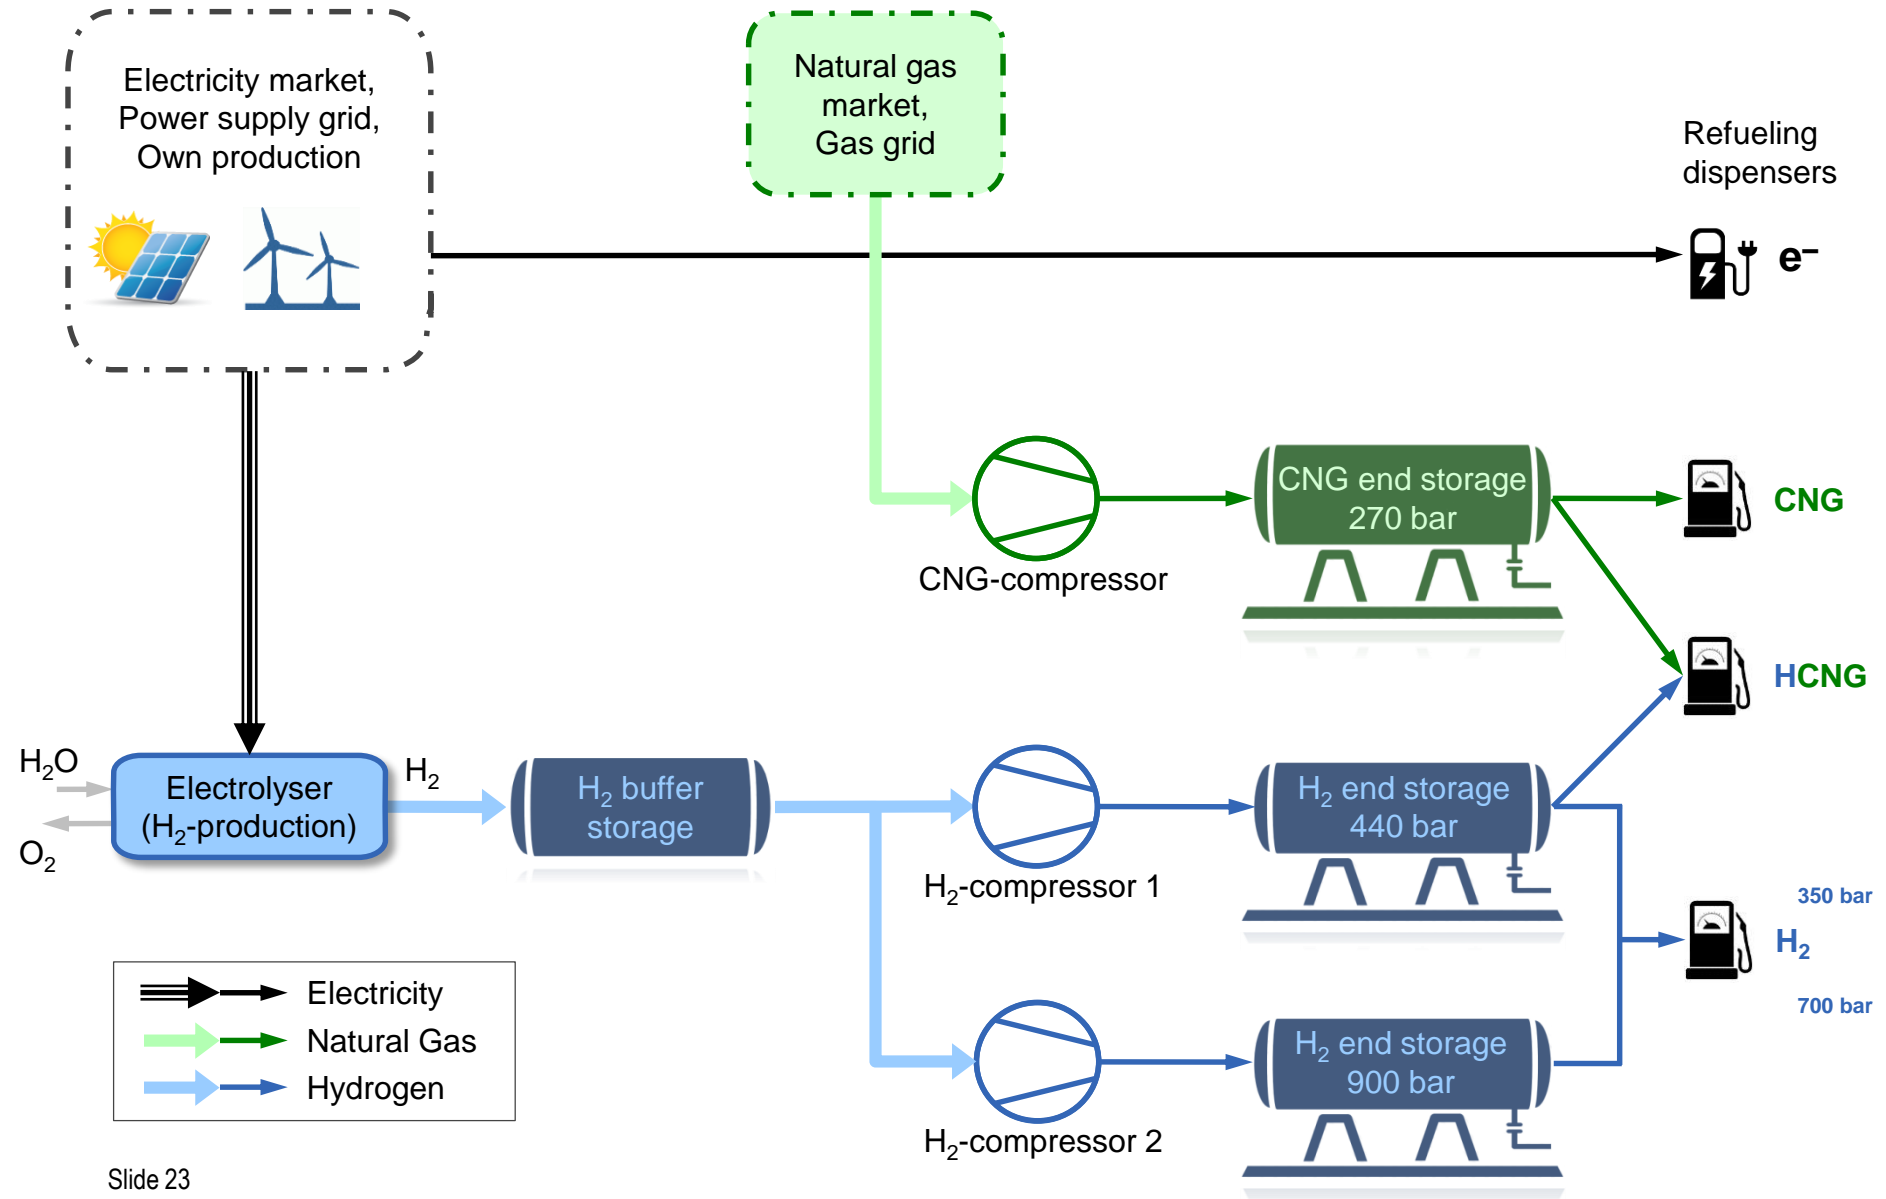 Electricity market,
Power supply grid,
Own production
Natural gas
market,
Gas grid
Refueling
dispensers
e⁻
CNG end storage
270 bar
CNG
CNG-compressor
HCNG
H₂O
Electrolyser
(H₂-production)
O₂
H₂
H₂ buffer
storage
H₂ end storage
440 bar
H₂-compressor 1
350 bar
H₂
700 bar
H₂ end storage
900 bar
H₂-compressor 2
Electricity
Natural Gas
Hydrogen
Slide 23